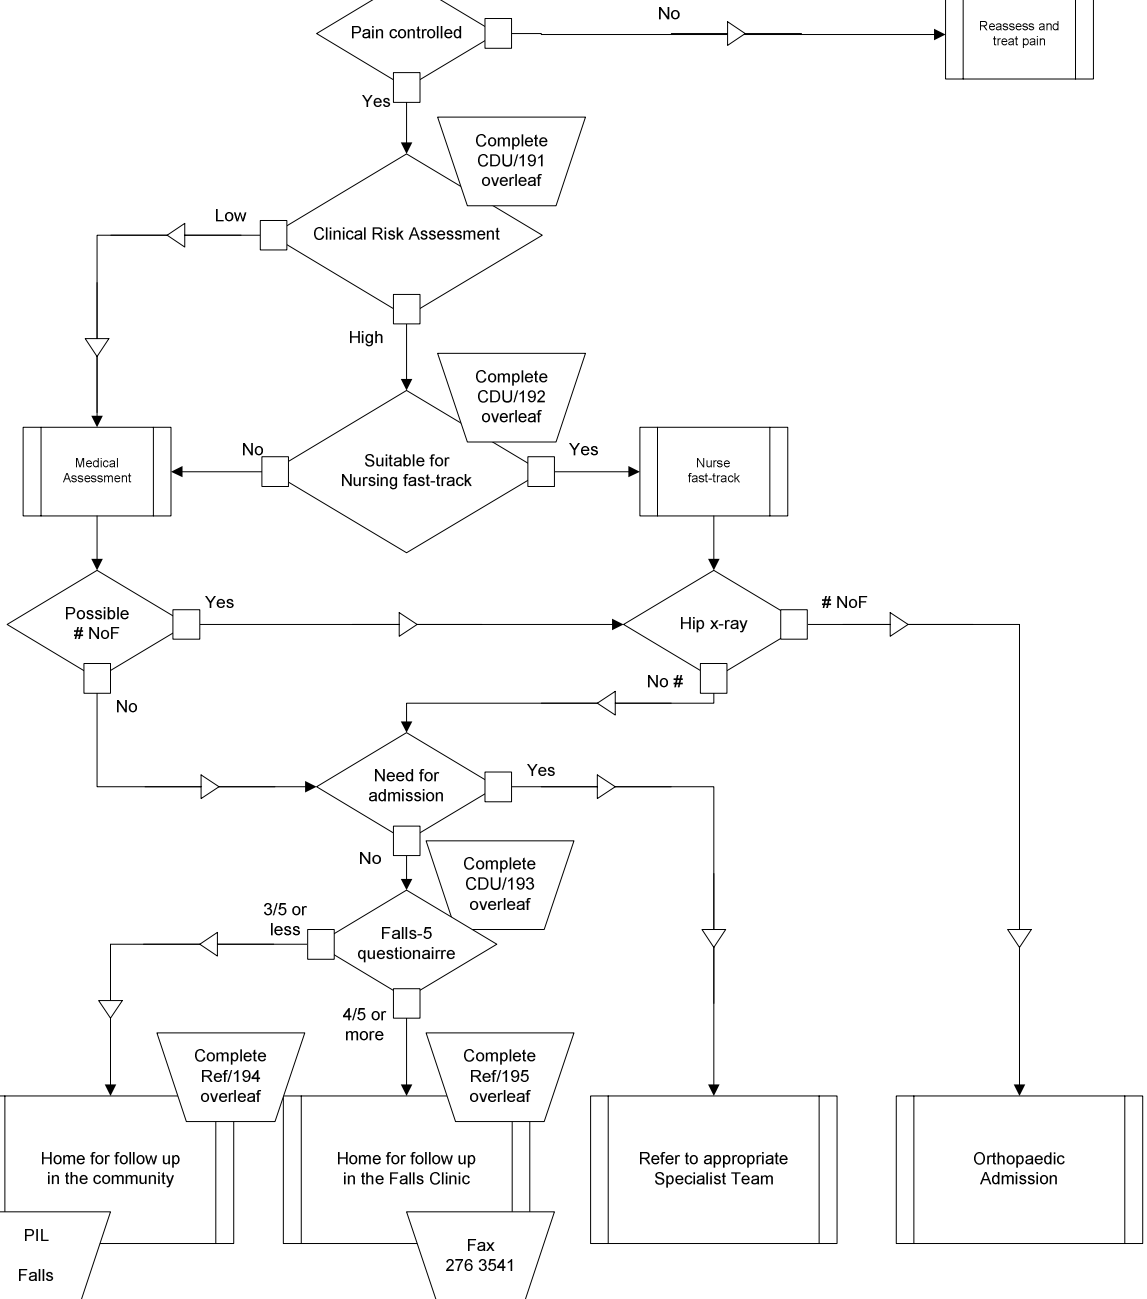 Pain controlled
No
Reassess and
treat pain
Yes
Complete
CDU/191
overleaf
Low
Clinical Risk Assessment
High
Complete
CDU/192
overleaf
Medical
Assessment
No
Suitable for
Nursing fast-track
Yes
Nurse
fast-track
Possible
# NoF
Yes
Hip x-ray
# NoF
No
No #
Need for
admission
Yes
No
Complete
CDU/193
overleaf
3/5 or
less
Falls-5
questionairre
4/5 or
more
Complete
Ref/194
overleaf
Complete
Ref/195
overleaf
Home for follow up
in the community
Home for follow up
in the Falls Clinic
Refer to appropriate
Specialist Team
Orthopaedic
Admission
PIL
Falls
Fax
276 3541